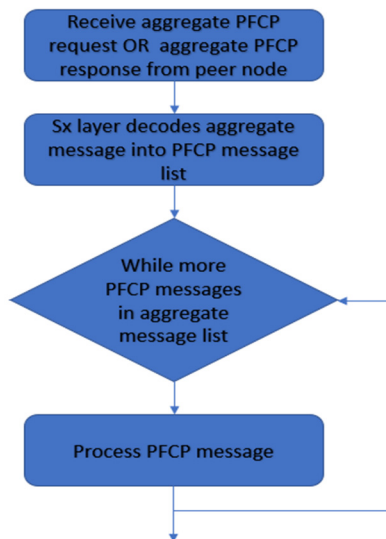 Receive aggregate PFCP
request OR aggregate PFCP
response from peer node
Sx layer decodes aggregate
message into PFCP message
list
While more
PFCP messages
in aggregate
message list
Process PFCP message